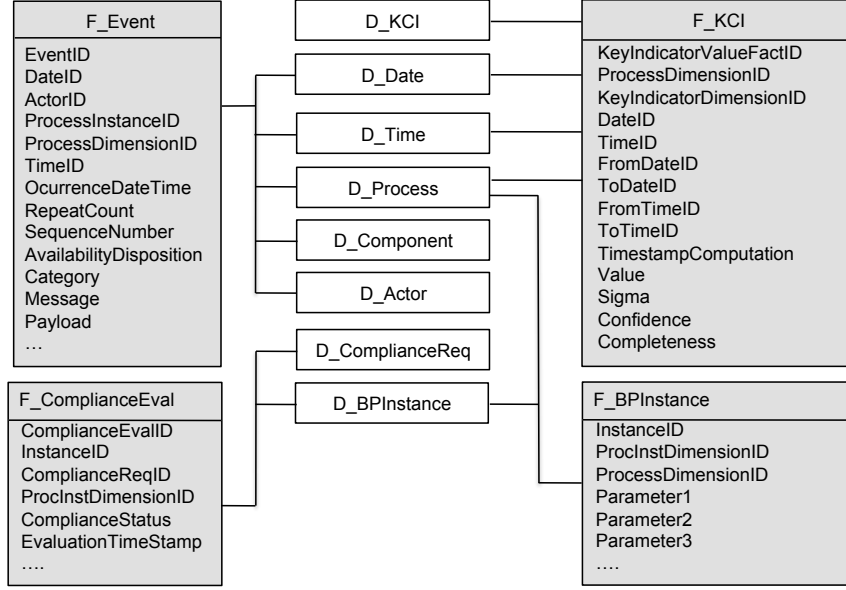 F_Event
EventID
DateID
ActorID
ProcessInstanceID
ProcessDimensionID
TimeID
OcurrenceDateTime
RepeatCount
SequenceNumber
AvailabilityDisposition
Category
Message
Payload
…
D_KCI
D_Date
D_Time
D_Process
D_Component
D_Actor
D_ComplianceReq
D_BPInstance
F_KCI
KeyIndicatorValueFactID
ProcessDimensionID
KeyIndicatorDimensionID
DateID
TimeID
FromDateID
ToDateID
FromTimeID
ToTimeID
TimestampComputation
Value
Sigma
Confidence
Completeness
F_ComplianceEval
ComplianceEvalID
InstanceID
ComplianceReqID
ProcInstDimensionID
ComplianceStatus
EvaluationTimeStamp
….
F_BPInstance
InstanceID
ProcInstDimensionID
ProcessDimensionID
Parameter1
Parameter2
Parameter3
….